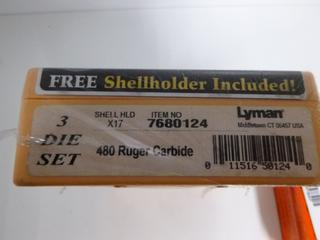 FREE Shellholder Included!
3
DIE
SET
SHELL HLD
X17
ITEM NO
7680124
480 Ruger Carbide
Lyman
Middletown CT 06457 USA
0 11516 50124 0